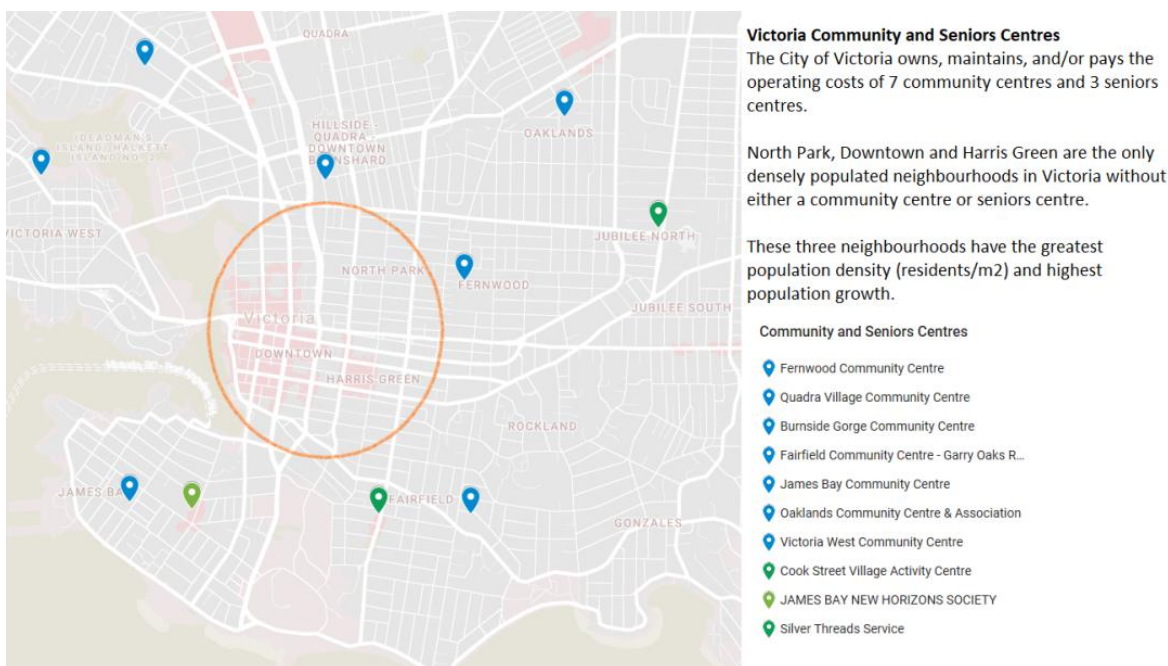 Victoria Community and Seniors Centres
The City of Victoria owns, maintains, and/or pays the
operating costs of 7 community centres and 3 seniors
centres.
North Park, Downtown and Harris Green are the only
densely populated neighbourhoods in Victoria without
either a community centre or seniors centre.
These three neighbourhoods have the greatest
population density (residents/m2) and highest
population growth.
Community and Seniors Centres
Fernwood Community Centre
Quadra Village Community Centre
Burnside Gorge Community Centre
Fairfield Community Centre - Garry Oaks R...
James Bay Community Centre
Oaklands Community Centre & Association
Victoria West Community Centre
Cook Street Village Activity Centre
JAMES BAY NEW HORIZONS SOCIETY
Silver Threads Service
QUADRA
OAKLANDS
HILLSIDE -
QUADRA -
DOWNTOWN
DEADMAN'S
ISLAND/HALKETT
ISLAND NO. 2
VICTORIA WEST
JUBILEE NORTH
NORTH PARK
FERNWOOD
JUBILEE SOUTH
Victoria
DOWNTOWN
HARRIS GREEN
ROCKLAND
JAMES
FAIRFIELD
GONZALES